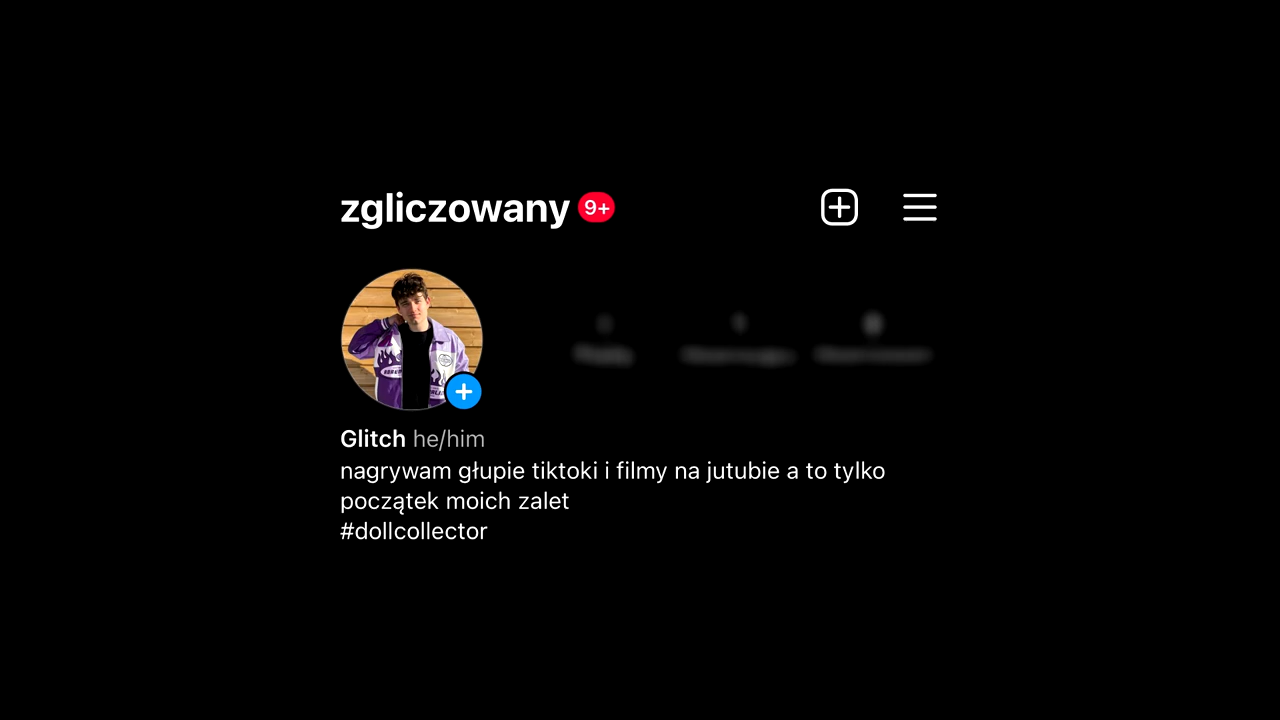 zgliczowany 9+
Glitch he/him
nagrywam głupie tiktoki i filmy na jutubie a to tylko
początek moich zalet
#dollcollector